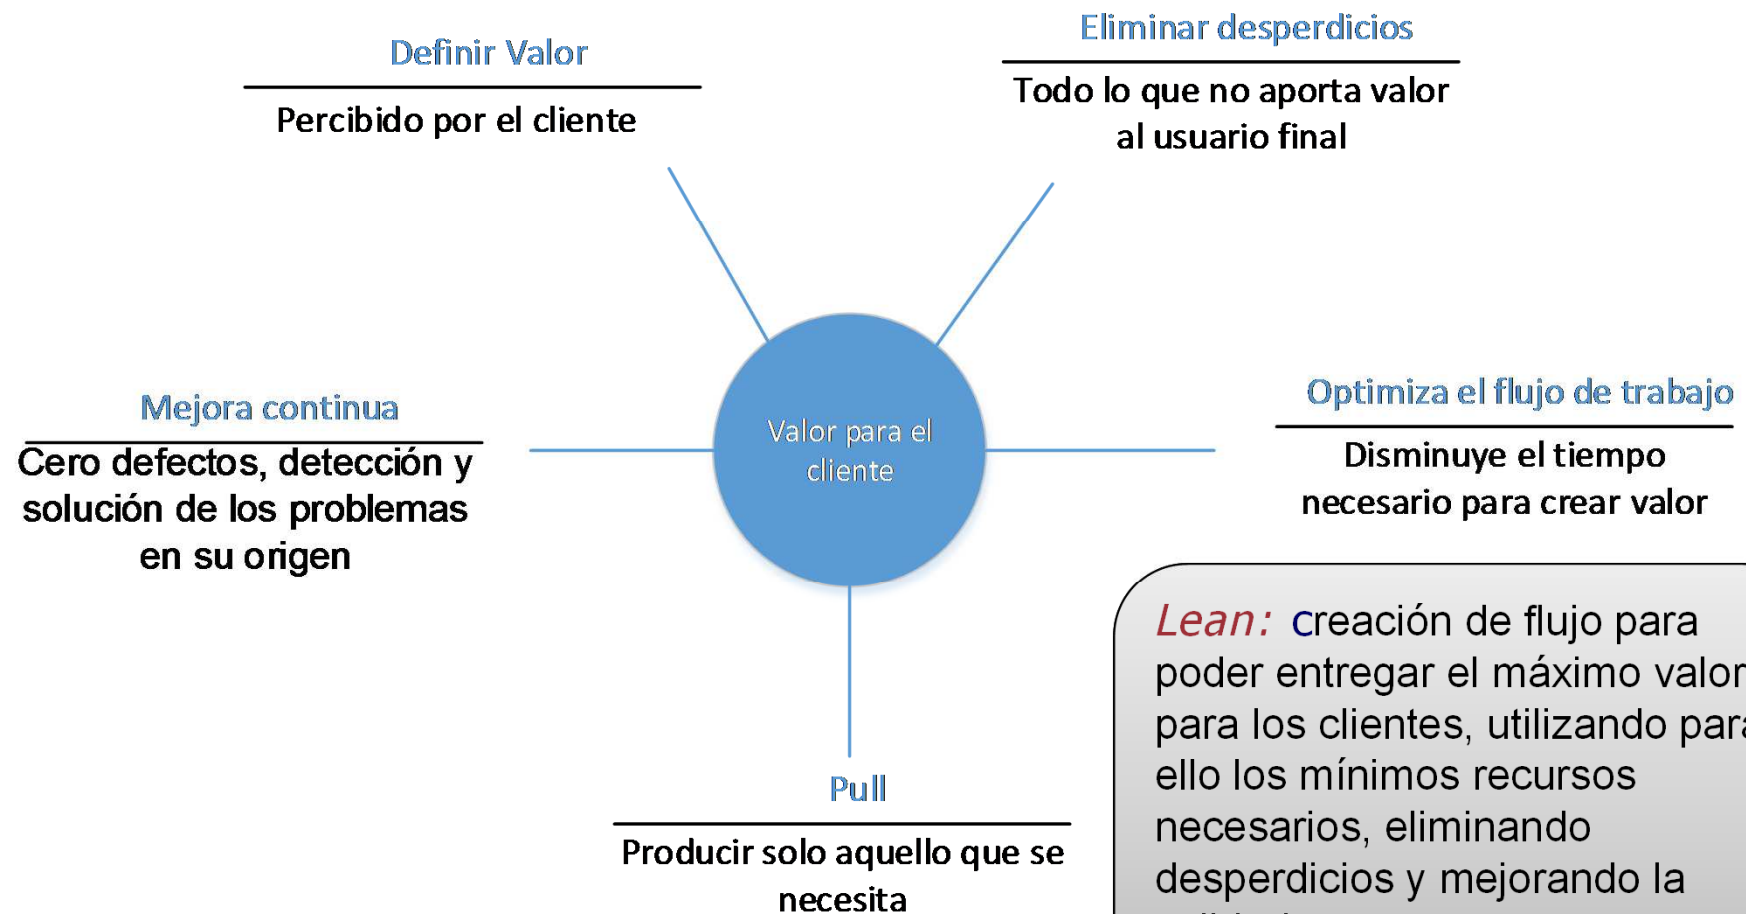 Definir Valor
Percibido por el cliente
Eliminar desperdicios
Todo lo que no aporta valor
al usuario final
Mejora continua
Cero defectos, detección y
solución de los problemas
en su origen
Valor para el
cliente
Optimiza el flujo de trabajo
Disminuye el tiempo
necesario para crear valor
Pull
Producir solo aquello que se
necesita
Lean: creación de flujo para
poder entregar el máximo valor
para los clientes, utilizando para
ello los mínimos recursos
necesarios, eliminando
desperdicios y mejorando la